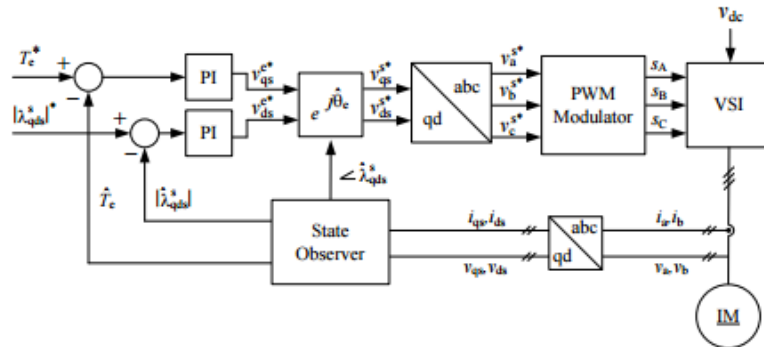 v_dc
T_e^*
+
−
PI
v_qs^e*
v_qs^s*
abc
v_a^s*
s_A
|λ_qds^s|^*
+
−
PI
v_ds^e*
e^jθ̂_e
v_ds^s*
qd
v_b^s*
v_c^s*
PWM
Modulator
s_B
s_C
VSI
T̂_e
|λ̂_qds^s|
∠λ̂_qds^s
State
Observer
i_qs,i_ds
abc
i_a,i_b
v_qs,v_ds
qd
v_a,v_b
IM